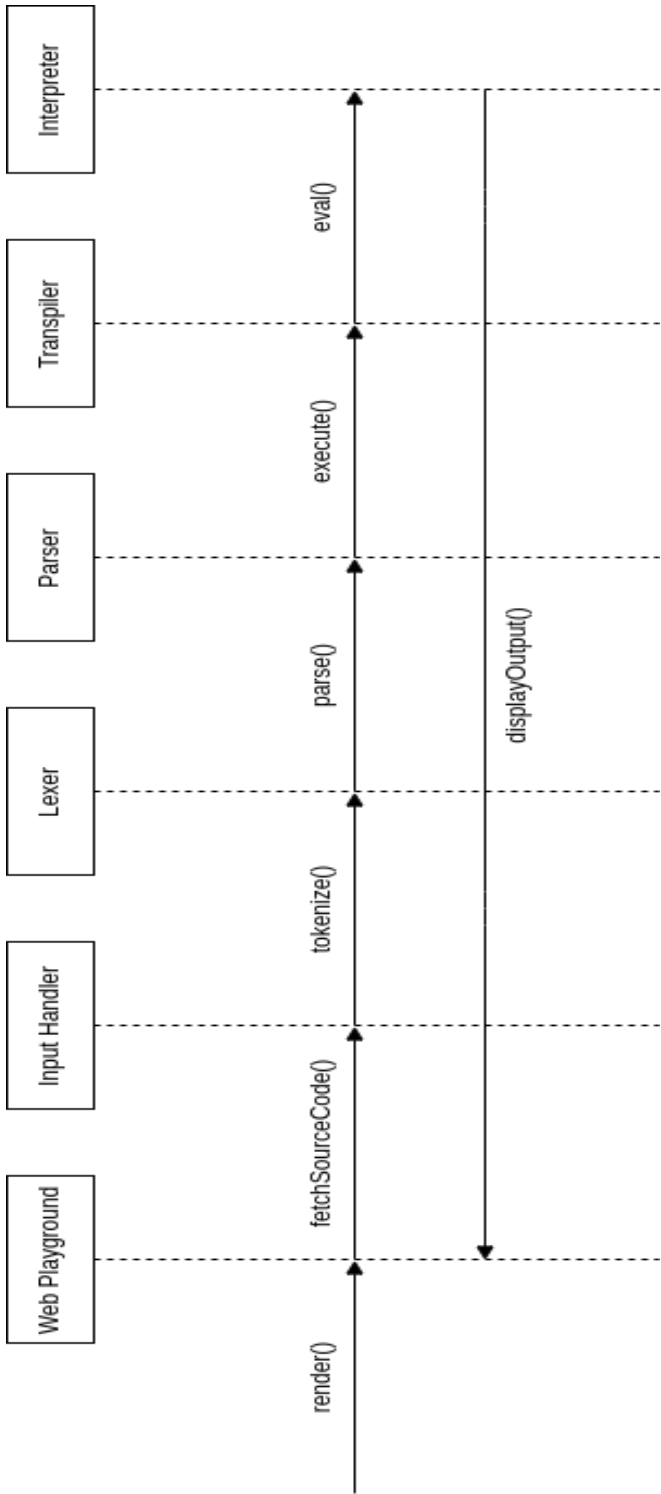 Web Playground
Input Handler
Lexer
Parser
Transpiler
Interpreter
render()
fetchSourceCode()
tokenize()
parse()
execute()
eval()
displayOutput()